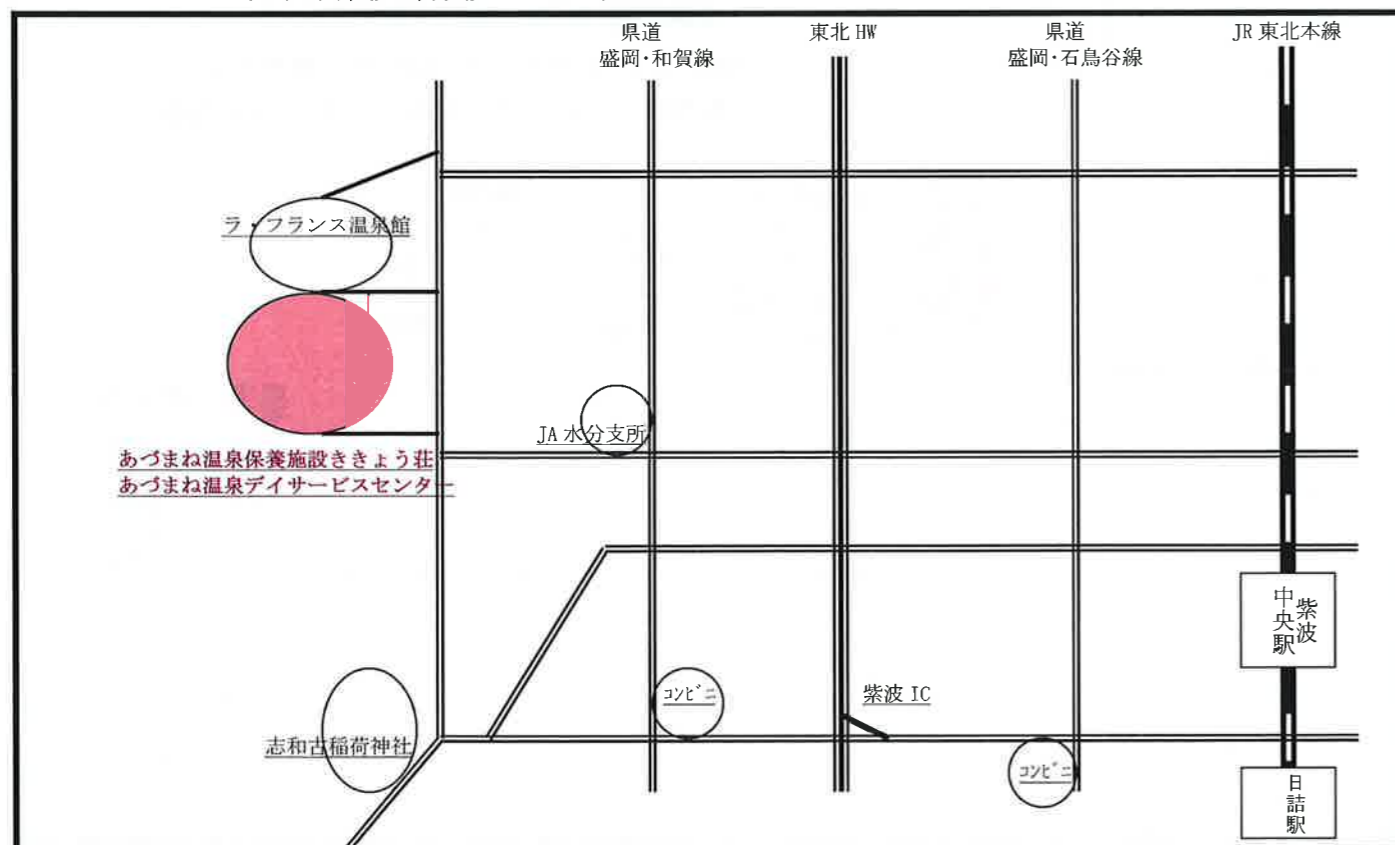 県道
盛岡・和賀線
東北 HW
県道
盛岡・石鳥谷線
JR 東北本線
ラ・フランス温泉館
JA 水分支所
あづまね温泉保養施設ききょう荘
あづまね温泉デイサービスセンター
紫波
中央駅
コンビニ
紫波 IC
志和古稲荷神社
コンビニ
日詰駅